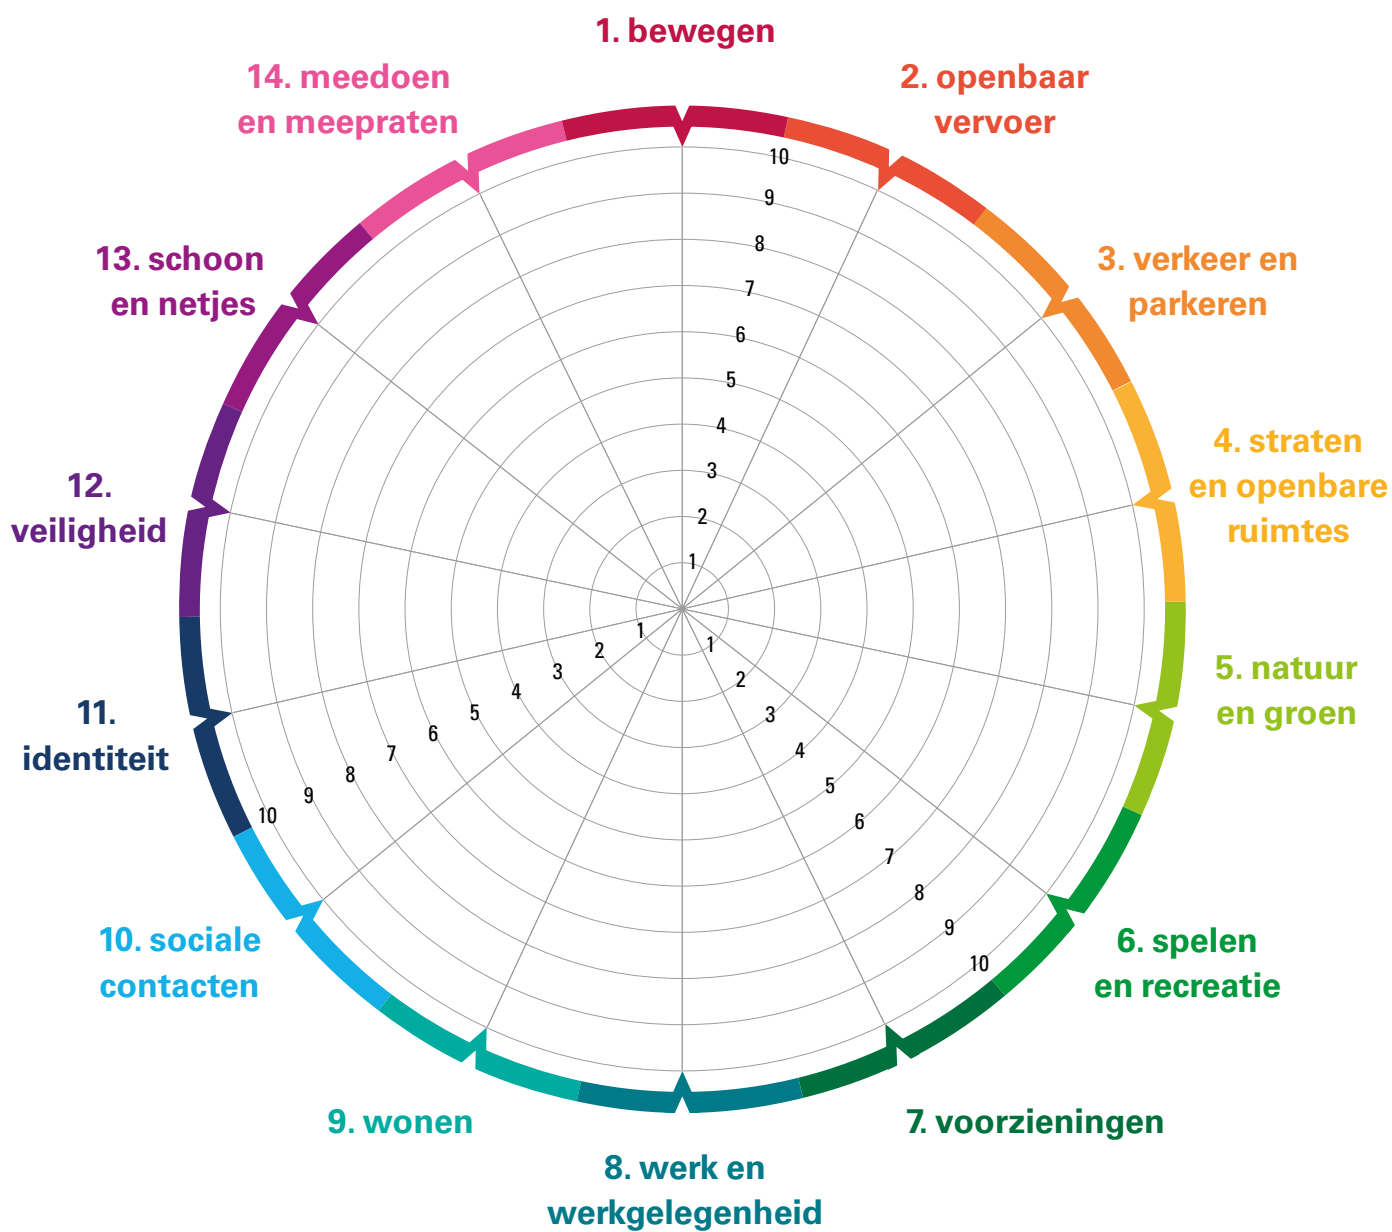 1. bewegen
2. openbaar
vervoer
3. verkeer en
parkeren
4. straten
en openbare
ruimtes
5. natuur
en groen
6. spelen
en recreatie
7. voorzieningen
8. werk en
werkgelegenheid
9. wonen
10. sociale
contacten
11.
identiteit
12.
veiligheid
13. schoon
en netjes
14. meedoen
en meepraten
10
9
8
7
6
5
4
3
2
1
1
2
3
4
5
6
7
8
9
10
1
2
3
4
5
6
7
8
9
10